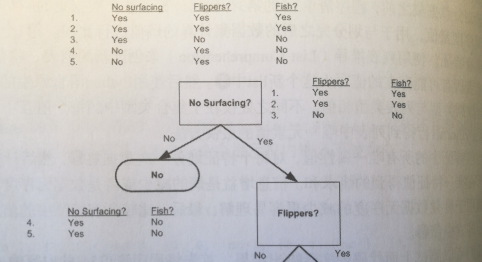 No surfacing Flippers? Fish?
1. Yes Yes Yes
2. Yes Yes Yes
3. Yes No No
4. No Yes No
5. No Yes No
Flippers? Fish?
1. Yes Yes
2. Yes Yes
3. No No
No Surfacing?
No Yes
No
No Surfacing? Fish?
4. Yes No
5. Yes No
Flippers?
No Yes